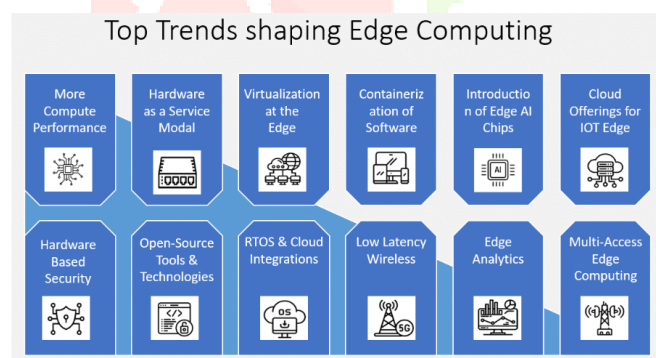 Top Trends shaping Edge Computing
More
Compute
Performance
Hardware
as a Service
Modal
Virtualization
at the
Edge
Containeriz
ation of
Software
Introductio
n of Edge AI
Chips
AI
Cloud
Offerings for
IOT Edge
Hardware
Based
Security
Open-Source
Tools &
Technologies
</>
RTOS & Cloud
Integrations
OS
Low Latency
Wireless
5G
Edge
Analytics
Multi-Access
Edge
Computing